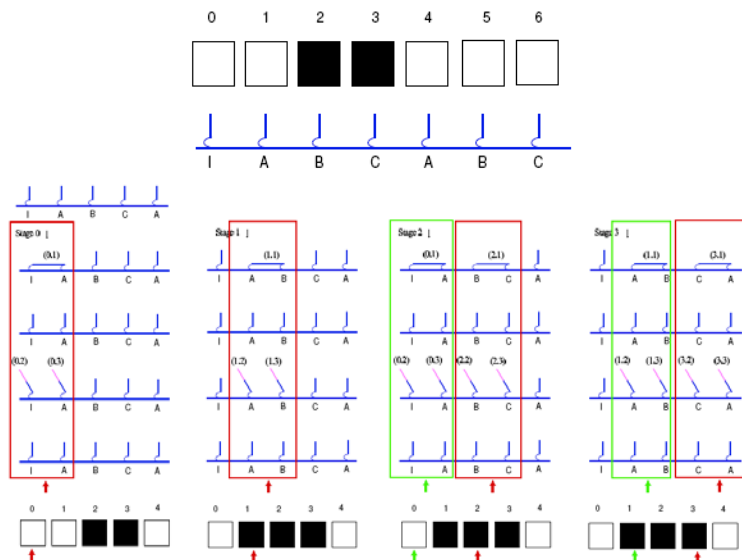 0 1 2 3 4 5 6
I A B C A B C
I A B C A
Stage 0 Stage 1 Stage 2 Stage 3
(0.1) (1.1) (0.1) (2.1) (1.1) (3.1)
I A B C A I A B C A I A B C A I A B C A
I A B C A I A B C A I A B C A I A B C A
(0.2) (0.3) (1.2) (1.3) (0.2) (0.3) (2.2) (2.3) (1.2) (1.3) (3.2) (3.3)
I A B C A I A B C A I A B C A I A B C A
I A B C A I A B C A I A B C A I A B C A
0 1 2 3 4 0 1 2 3 4 0 1 2 3 4 0 1 2 3 4